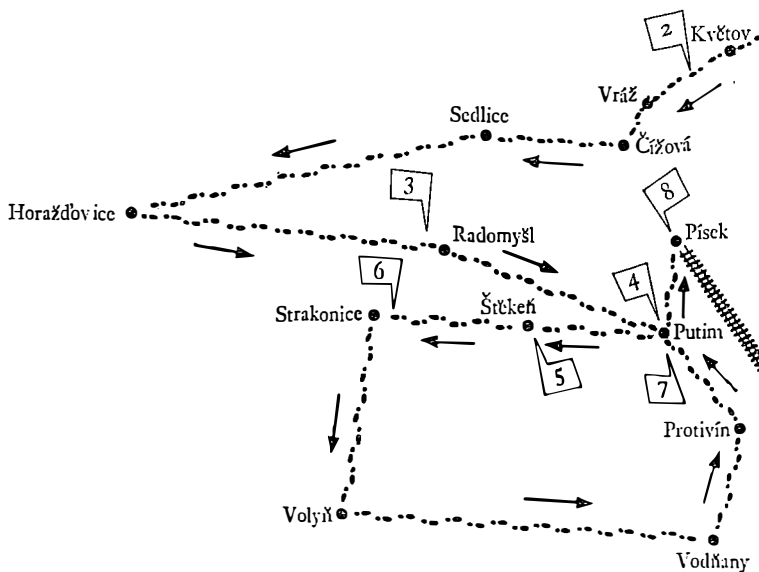 2
Květov
Vráž
Sedlice
Čížová
3
8
Horažďovice
Radomyšl
Písek
6
4
Strakonice
Štěkeň
Putim
5
7
Protivín
Volyň
Vodňany